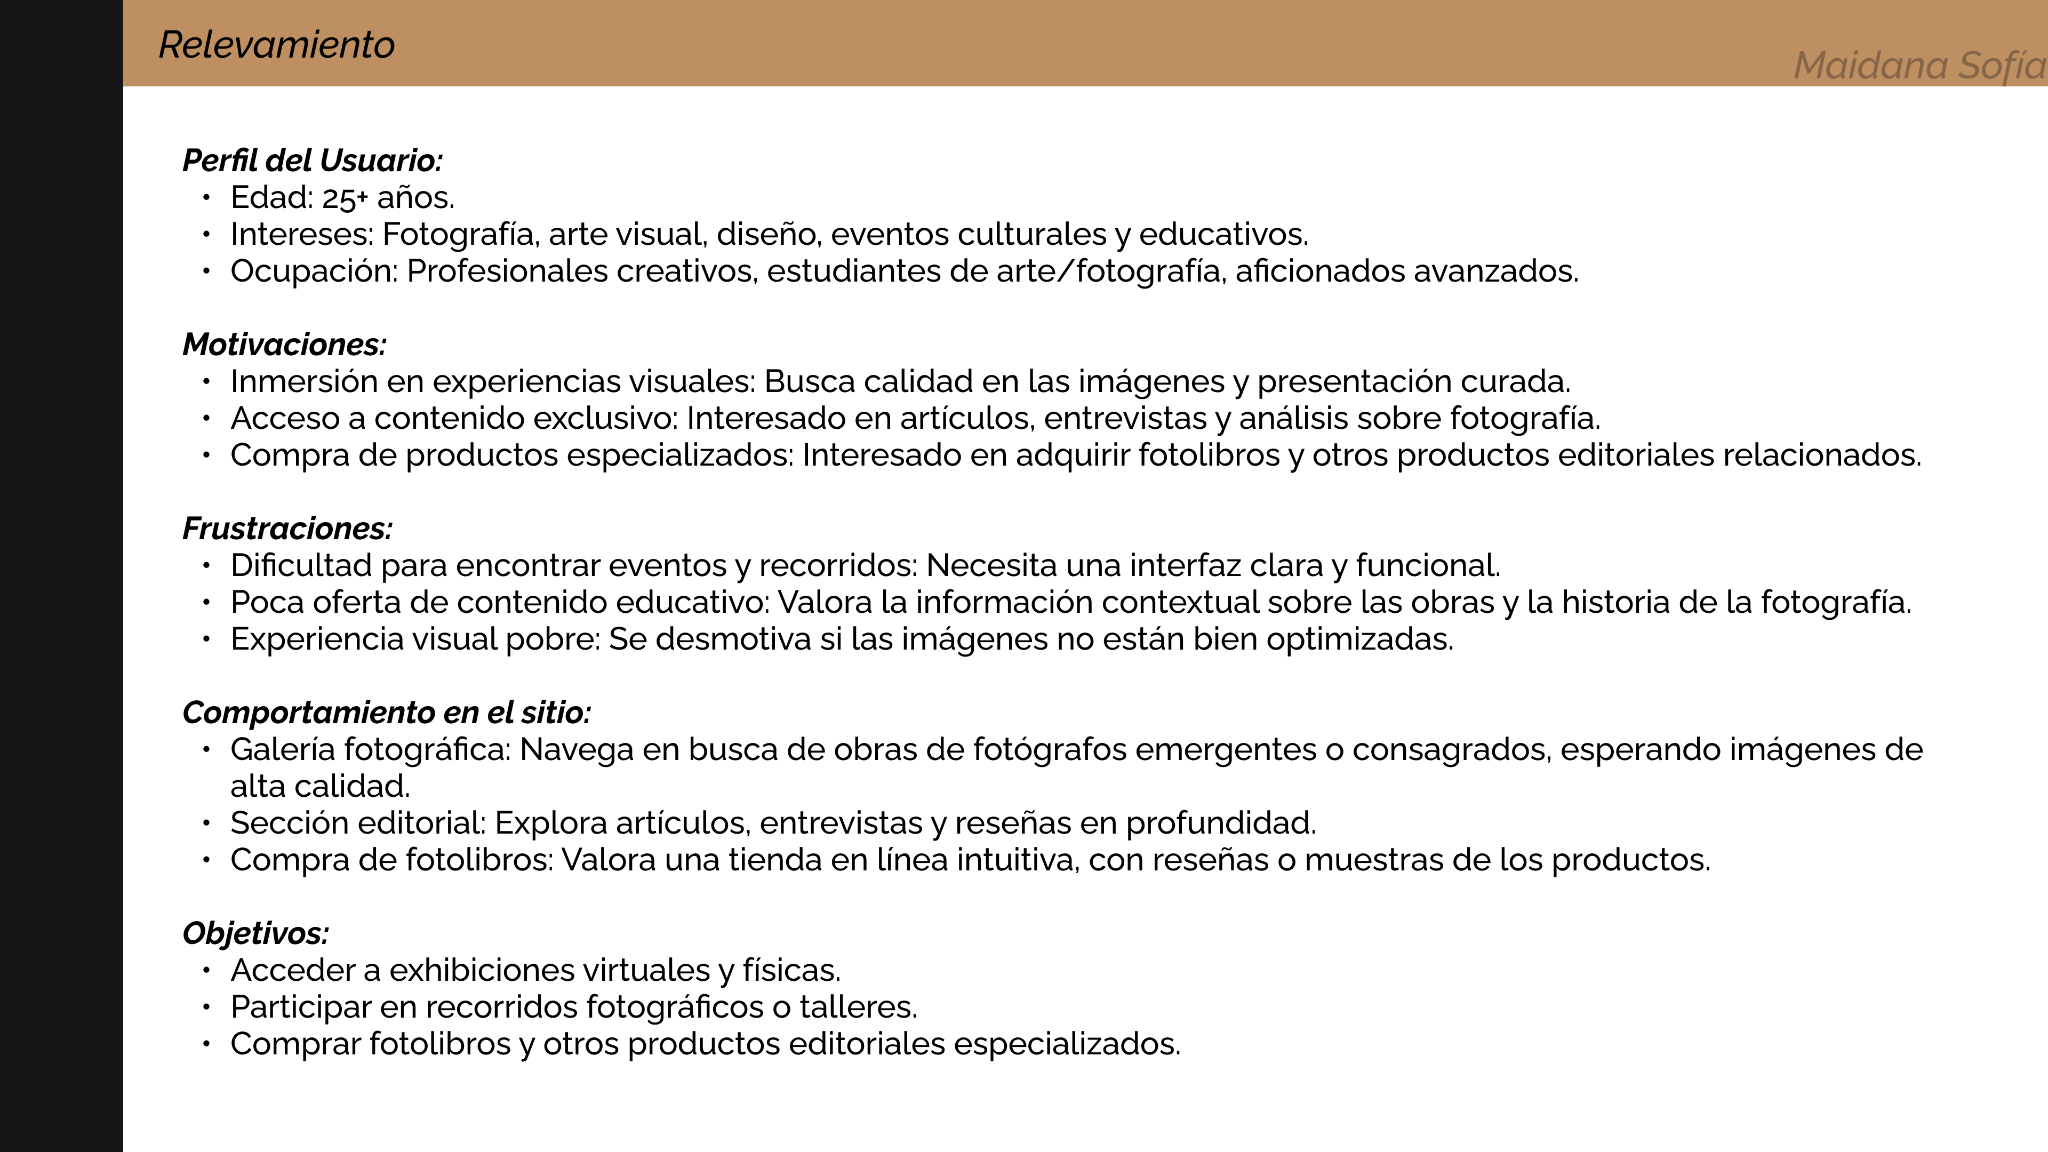 Relevamiento
Maidana Sofía
Perfil del Usuario:
• Edad: 25+ años.
• Intereses: Fotografía, arte visual, diseño, eventos culturales y educativos.
• Ocupación: Profesionales creativos, estudiantes de arte/fotografía, aficionados avanzados.
Motivaciones:
• Inmersión en experiencias visuales: Busca calidad en las imágenes y presentación curada.
• Acceso a contenido exclusivo: Interesado en artículos, entrevistas y análisis sobre fotografía.
• Compra de productos especializados: Interesado en adquirir fotolibros y otros productos editoriales relacionados.
Frustraciones:
• Dificultad para encontrar eventos y recorridos: Necesita una interfaz clara y funcional.
• Poca oferta de contenido educativo: Valora la información contextual sobre las obras y la historia de la fotografía.
• Experiencia visual pobre: Se desmotiva si las imágenes no están bien optimizadas.
Comportamiento en el sitio:
• Galería fotográfica: Navega en busca de obras de fotógrafos emergentes o consagrados, esperando imágenes de
alta calidad.
• Sección editorial: Explora artículos, entrevistas y reseñas en profundidad.
• Compra de fotolibros: Valora una tienda en línea intuitiva, con reseñas o muestras de los productos.
Objetivos:
• Acceder a exhibiciones virtuales y físicas.
• Participar en recorridos fotográficos o talleres.
• Comprar fotolibros y otros productos editoriales especializados.